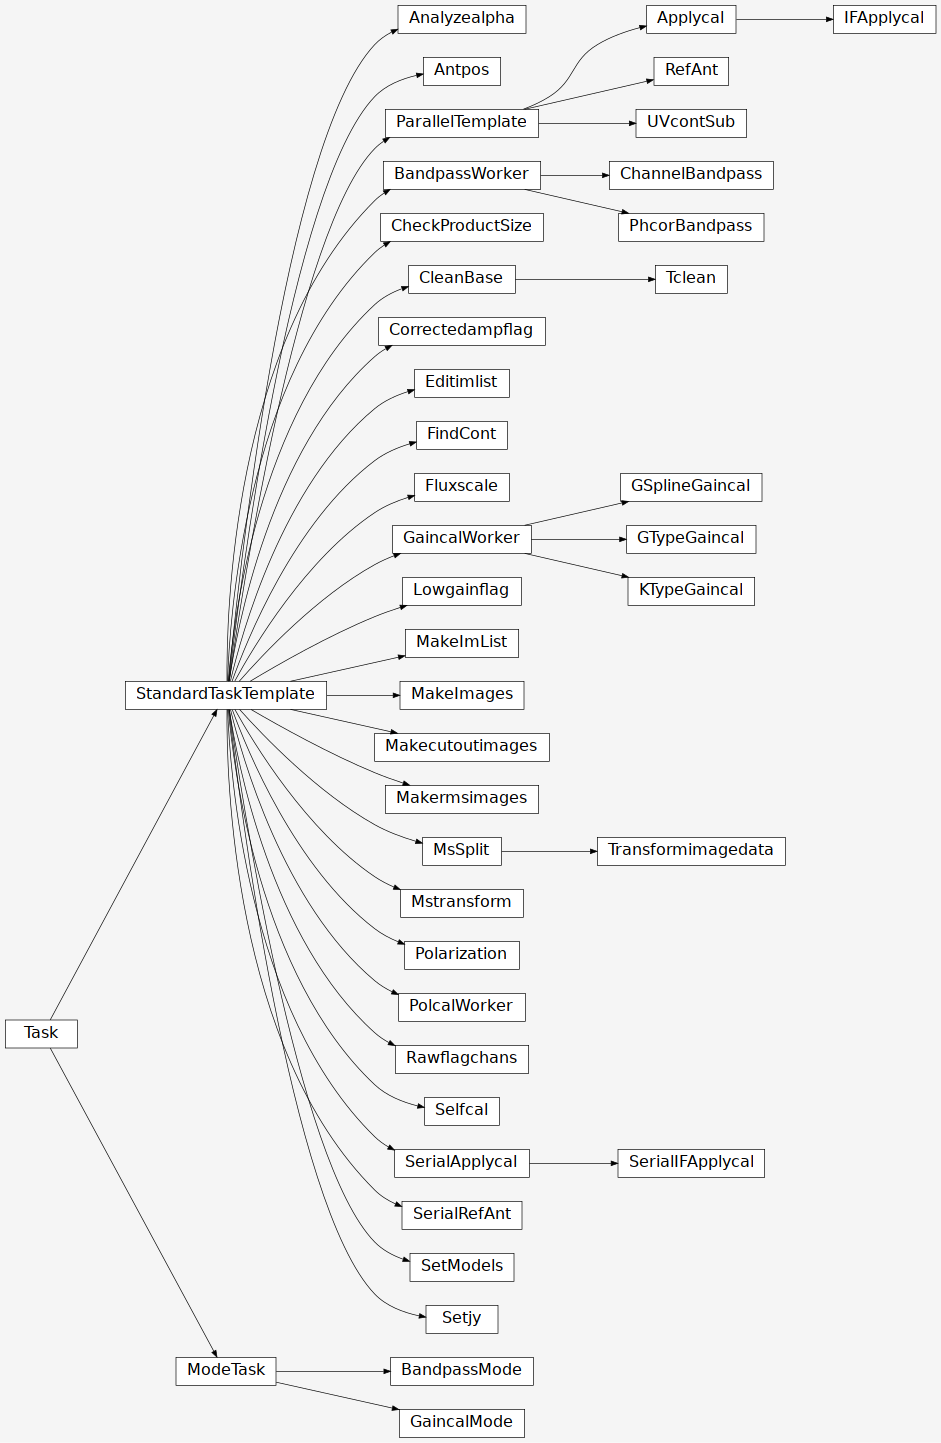 Analyzealpha
Applycal
IFApplycal
Antpos
RefAnt
ParallelTemplate
UVcontSub
BandpassWorker
ChannelBandpass
CheckProductSize
PhcorBandpass
CleanBase
Tclean
Correctedampflag
Editimlist
FindCont
Fluxscale
GSplineGaincal
GaincalWorker
GTypeGaincal
Lowgainflag
KTypeGaincal
MakeImList
StandardTaskTemplate
MakeImages
Makecutoutimages
Makermsimages
MsSplit
Transformimagedata
Mstransform
Polarization
PolcalWorker
Task
Rawflagchans
Selfcal
SerialApplycal
SerialIFApplycal
SerialRefAnt
SetModels
Setjy
ModeTask
BandpassMode
GaincalMode